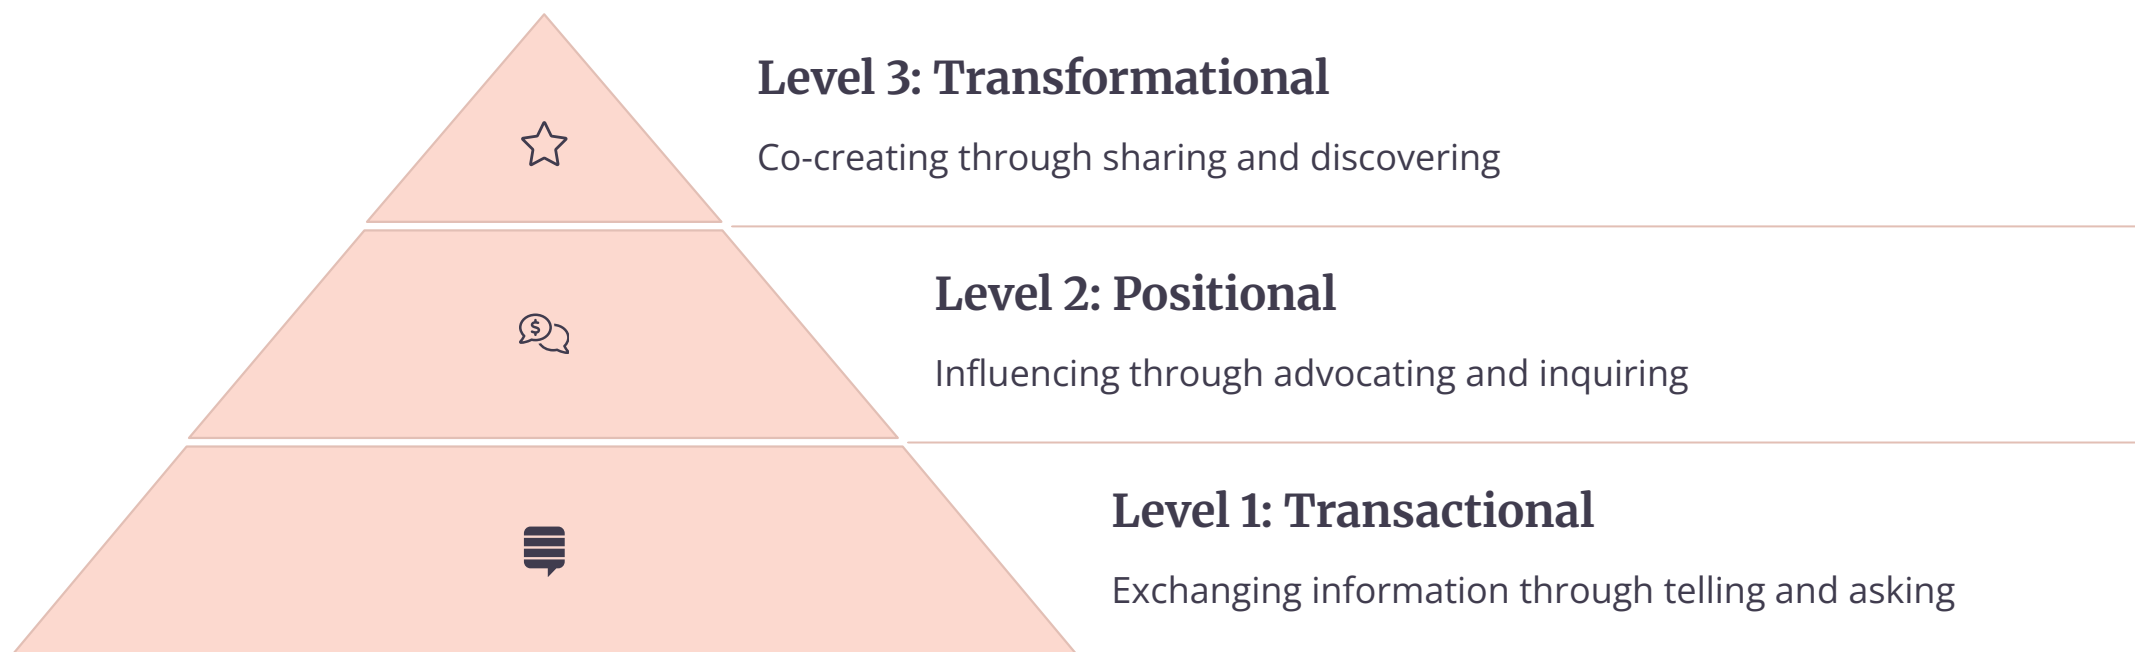 Level 3: Transformational
Co-creating through sharing and discovering
$
Level 2: Positional
Influencing through advocating and inquiring
Level 1: Transactional
Exchanging information through telling and asking